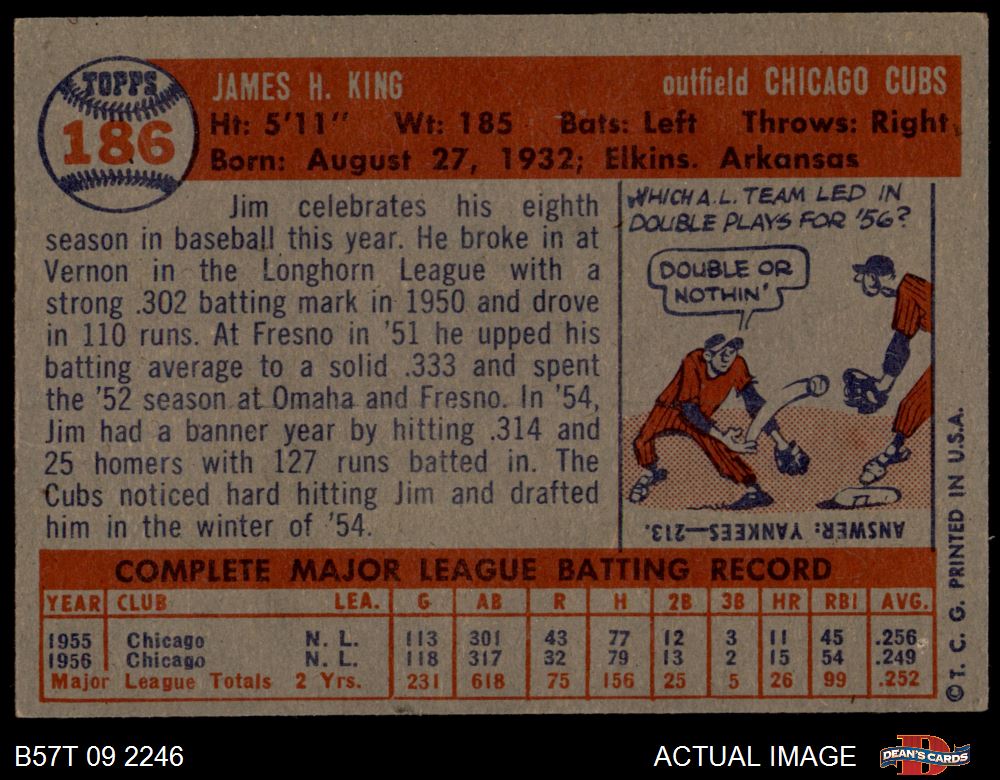 TOPPS
186
JAMES H. KING outfield CHICAGO CUBS
Ht: 5'11" Wt: 185 Bats: Left Throws: Right
Born: August 27, 1932; Elkins. Arkansas
Jim celebrates his eighth
season in baseball this year. He broke in at
Vernon in the Longhorn League with a
strong .302 batting mark in 1950 and drove
in 110 runs. At Fresno in '51 he upped his
batting average to a solid .333 and spent
the '52 season at Omaha and Fresno. In '54,
Jim had a banner year by hitting .314 and
25 homers with 127 runs batted in. The
Cubs noticed hard hitting Jim and drafted
him in the winter of '54.
WHICH A.L. TEAM LED IN
DOUBLE PLAYS FOR '56?
DOUBLE OR
NOTHIN'
ANSWER: YANKEES—213.
COMPLETE MAJOR LEAGUE BATTING RECORD
YEAR CLUB LEA. G AB R H 2B 3B HR RBI AVG.
1955 Chicago N. L. 113 301 43 77 12 3 11 45 .256
1956 Chicago N. L. 118 317 32 79 13 2 15 54 .249
Major League Totals 2 Yrs. 231 618 75 156 25 5 26 99 .252
© T. C. G. PRINTED IN U.S.A.
B57T 09 2246 ACTUAL IMAGE
DEAN'S CARDS